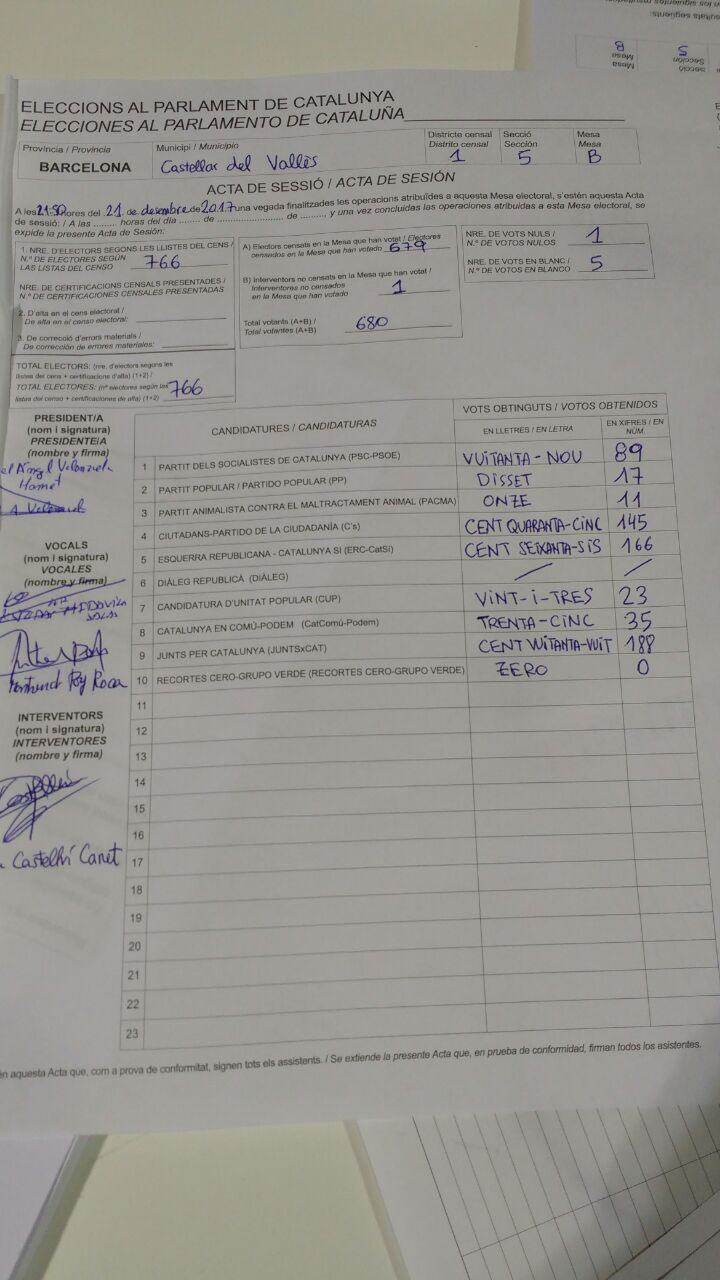 Mesa B
Sección 5
ELECCIONS AL PARLAMENT DE CATALUNYA
ELECCIONES AL PARLAMENTO DE CATALUÑA
Província / Provincia
BARCELONA
Municipi / Municipio
Castellar del Vallès
Districte censal
Distrito censal
1
Secció
Sección
5
Mesa
Mesa
B
ACTA DE SESSIÓ / ACTA DE SESIÓN
A les 21:50 hores del 21 de desembre de 2017 una vegada finalitzades les operacions atribuïdes a aquesta Mesa electoral, s'estén aquesta Acta
de sessió: / A las ........ horas del día ........ de ........................ de ........, y una vez concluidas las operaciones atribuidas a esta Mesa electoral, se
expide la presente Acta de Sesión:
1. NRE. D'ELECTORS SEGONS LES LLISTES DEL CENS /
N.º DE ELECTORES SEGÚN
LAS LISTAS DEL CENSO
766
NRE. DE CERTIFICACIONS CENSALS PRESENTADES /
N.º DE CERTIFICACIONES CENSALES PRESENTADAS
2. D'alta en el cens electoral /
De alta en el censo electoral:
3. De correcció d'errors materials /
De corrección de errores materiales:
TOTAL ELECTORS: (nre. d'electors segons les
llistes del cens + certificacions d'alta) (1+2) /
TOTAL ELECTORES: (nº electores según las
listas del censo + certificaciones de alta) (1+2)
766
A) Electors censats en la Mesa que han votat / Electores
censados en la Mesa que han votado 679
B) Interventors no censats en la Mesa que han votat /
Interventores no censados
en la Mesa que han votado
1
Total votants (A+B) /
Total votantes (A+B)
680
NRE. DE VOTS NULS /
N.º DE VOTOS NULOS
1
NRE. DE VOTS EN BLANC /
N.º DE VOTOS EN BLANCO
5
PRESIDENT/A
(nom i signatura)
PRESIDENTE/A
(nombre y firma)
VOCALS
(nom i signatura)
VOCALES
(nombre y firma)
Roca
INTERVENTORS
(nom i signatura)
INTERVENTORES
(nombre y firma)
Castellví Canet
CANDIDATURES / CANDIDATURAS
VOTS OBTINGUTS / VOTOS OBTENIDOS
EN LLETRES / EN LETRA
EN XIFRES / EN NÚM.
1 PARTIT DELS SOCIALISTES DE CATALUNYA (PSC-PSOE) VUITANTA-NOU 89
2 PARTIT POPULAR / PARTIDO POPULAR (PP) DISSET 17
3 PARTIT ANIMALISTA CONTRA EL MALTRACTAMENT ANIMAL (PACMA) ONZE 11
4 CIUTADANS-PARTIDO DE LA CIUDADANÍA (C's) CENT QUARANTA-CINC 145
5 ESQUERRA REPUBLICANA - CATALUNYA SÍ (ERC-CatSí) CENT SEIXANTA-SIS 166
6 DIÀLEG REPUBLICÀ (DIÀLEG) / /
7 CANDIDATURA D'UNITAT POPULAR (CUP) VINT-I-TRES 23
8 CATALUNYA EN COMÚ-PODEM (CatComú-Podem) TRENTA-CINC 35
9 JUNTS PER CATALUNYA (JUNTSxCAT) CENT VUITANTA-VUIT 188
10 RECORTES CERO-GRUPO VERDE (RECORTES CERO-GRUPO VERDE) ZERO 0
11
12
13
14
15
16
17
18
19
20
21
22
23
én aquesta Acta que, com a prova de conformitat, signen tots els assistents. / Se extiende la presente Acta que, en prueba de conformidad, firman todos los asistentes.